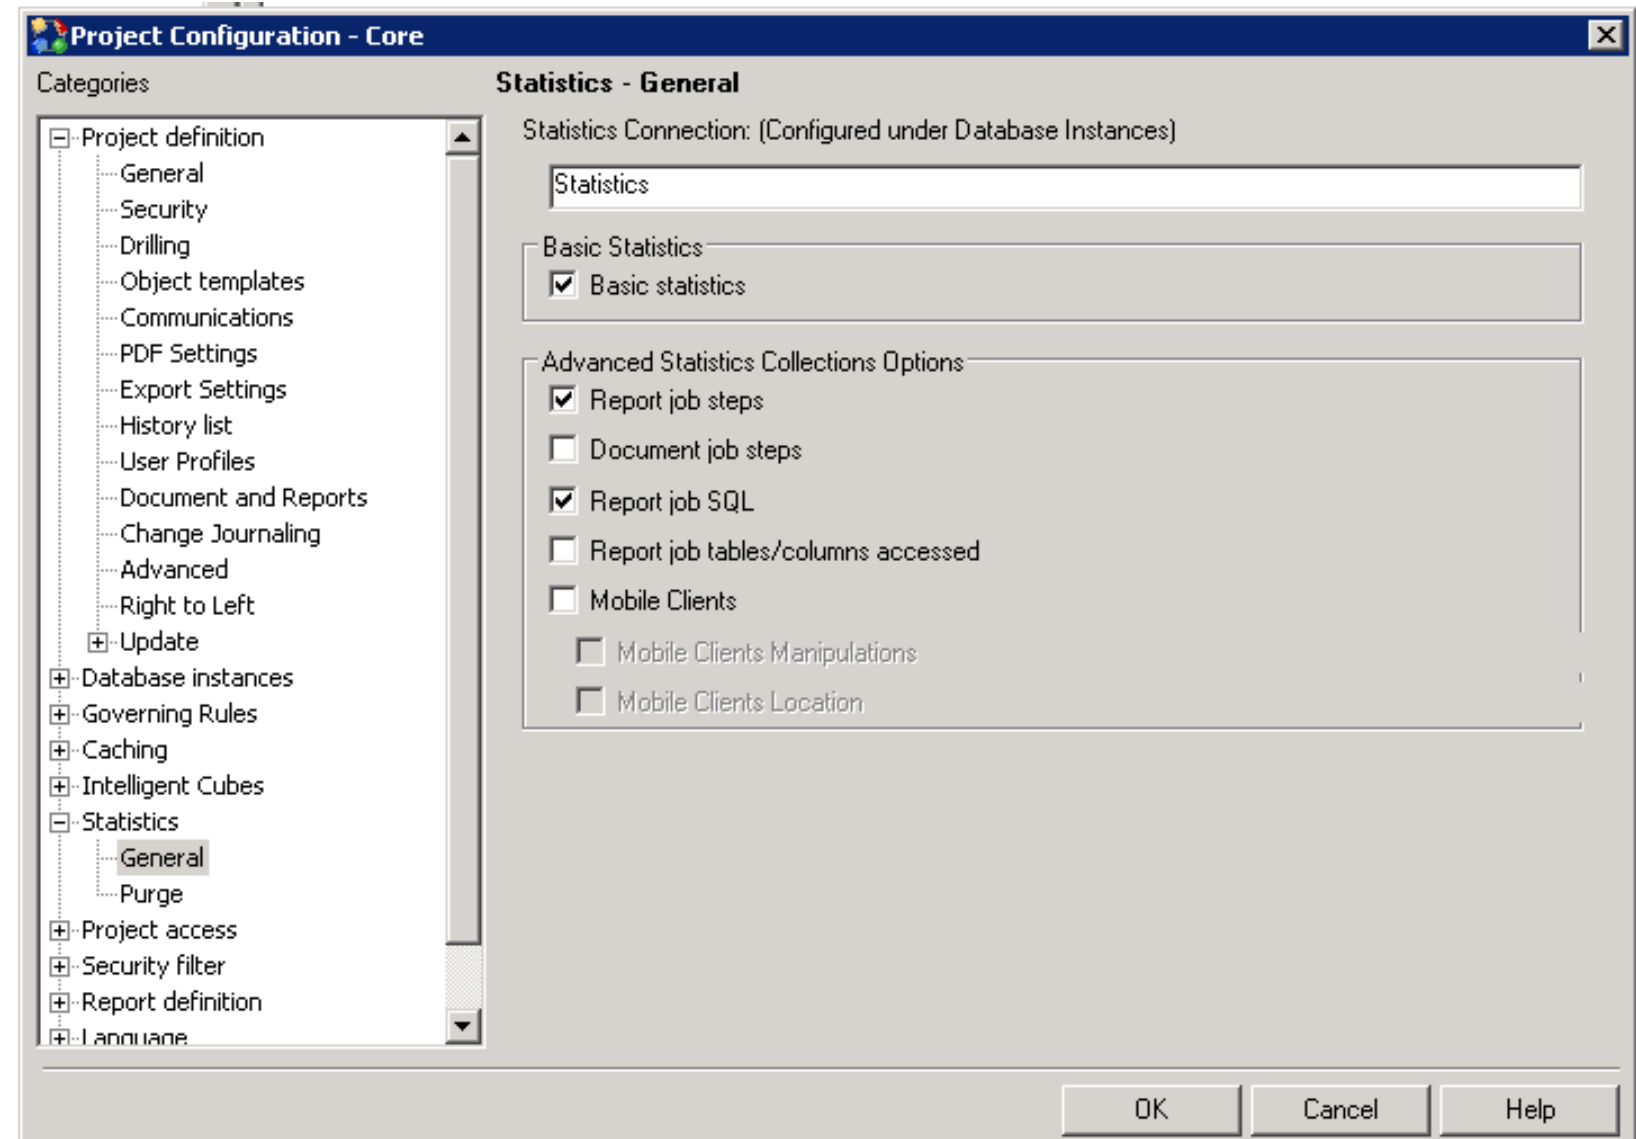 Project Configuration - Core
Categories
Project definition
General
Security
Drilling
Object templates
Communications
PDF Settings
Export Settings
History list
User Profiles
Document and Reports
Change Journaling
Advanced
Right to Left
Update
Database instances
Governing Rules
Caching
Intelligent Cubes
Statistics
General
Purge
Project access
Security filter
Report definition
Language
Statistics - General
Statistics Connection: (Configured under Database Instances)
Statistics
Basic Statistics
Basic statistics
Advanced Statistics Collections Options
Report job steps
Document job steps
Report job SQL
Report job tables/columns accessed
Mobile Clients
Mobile Clients Manipulations
Mobile Clients Location
OK
Cancel
Help